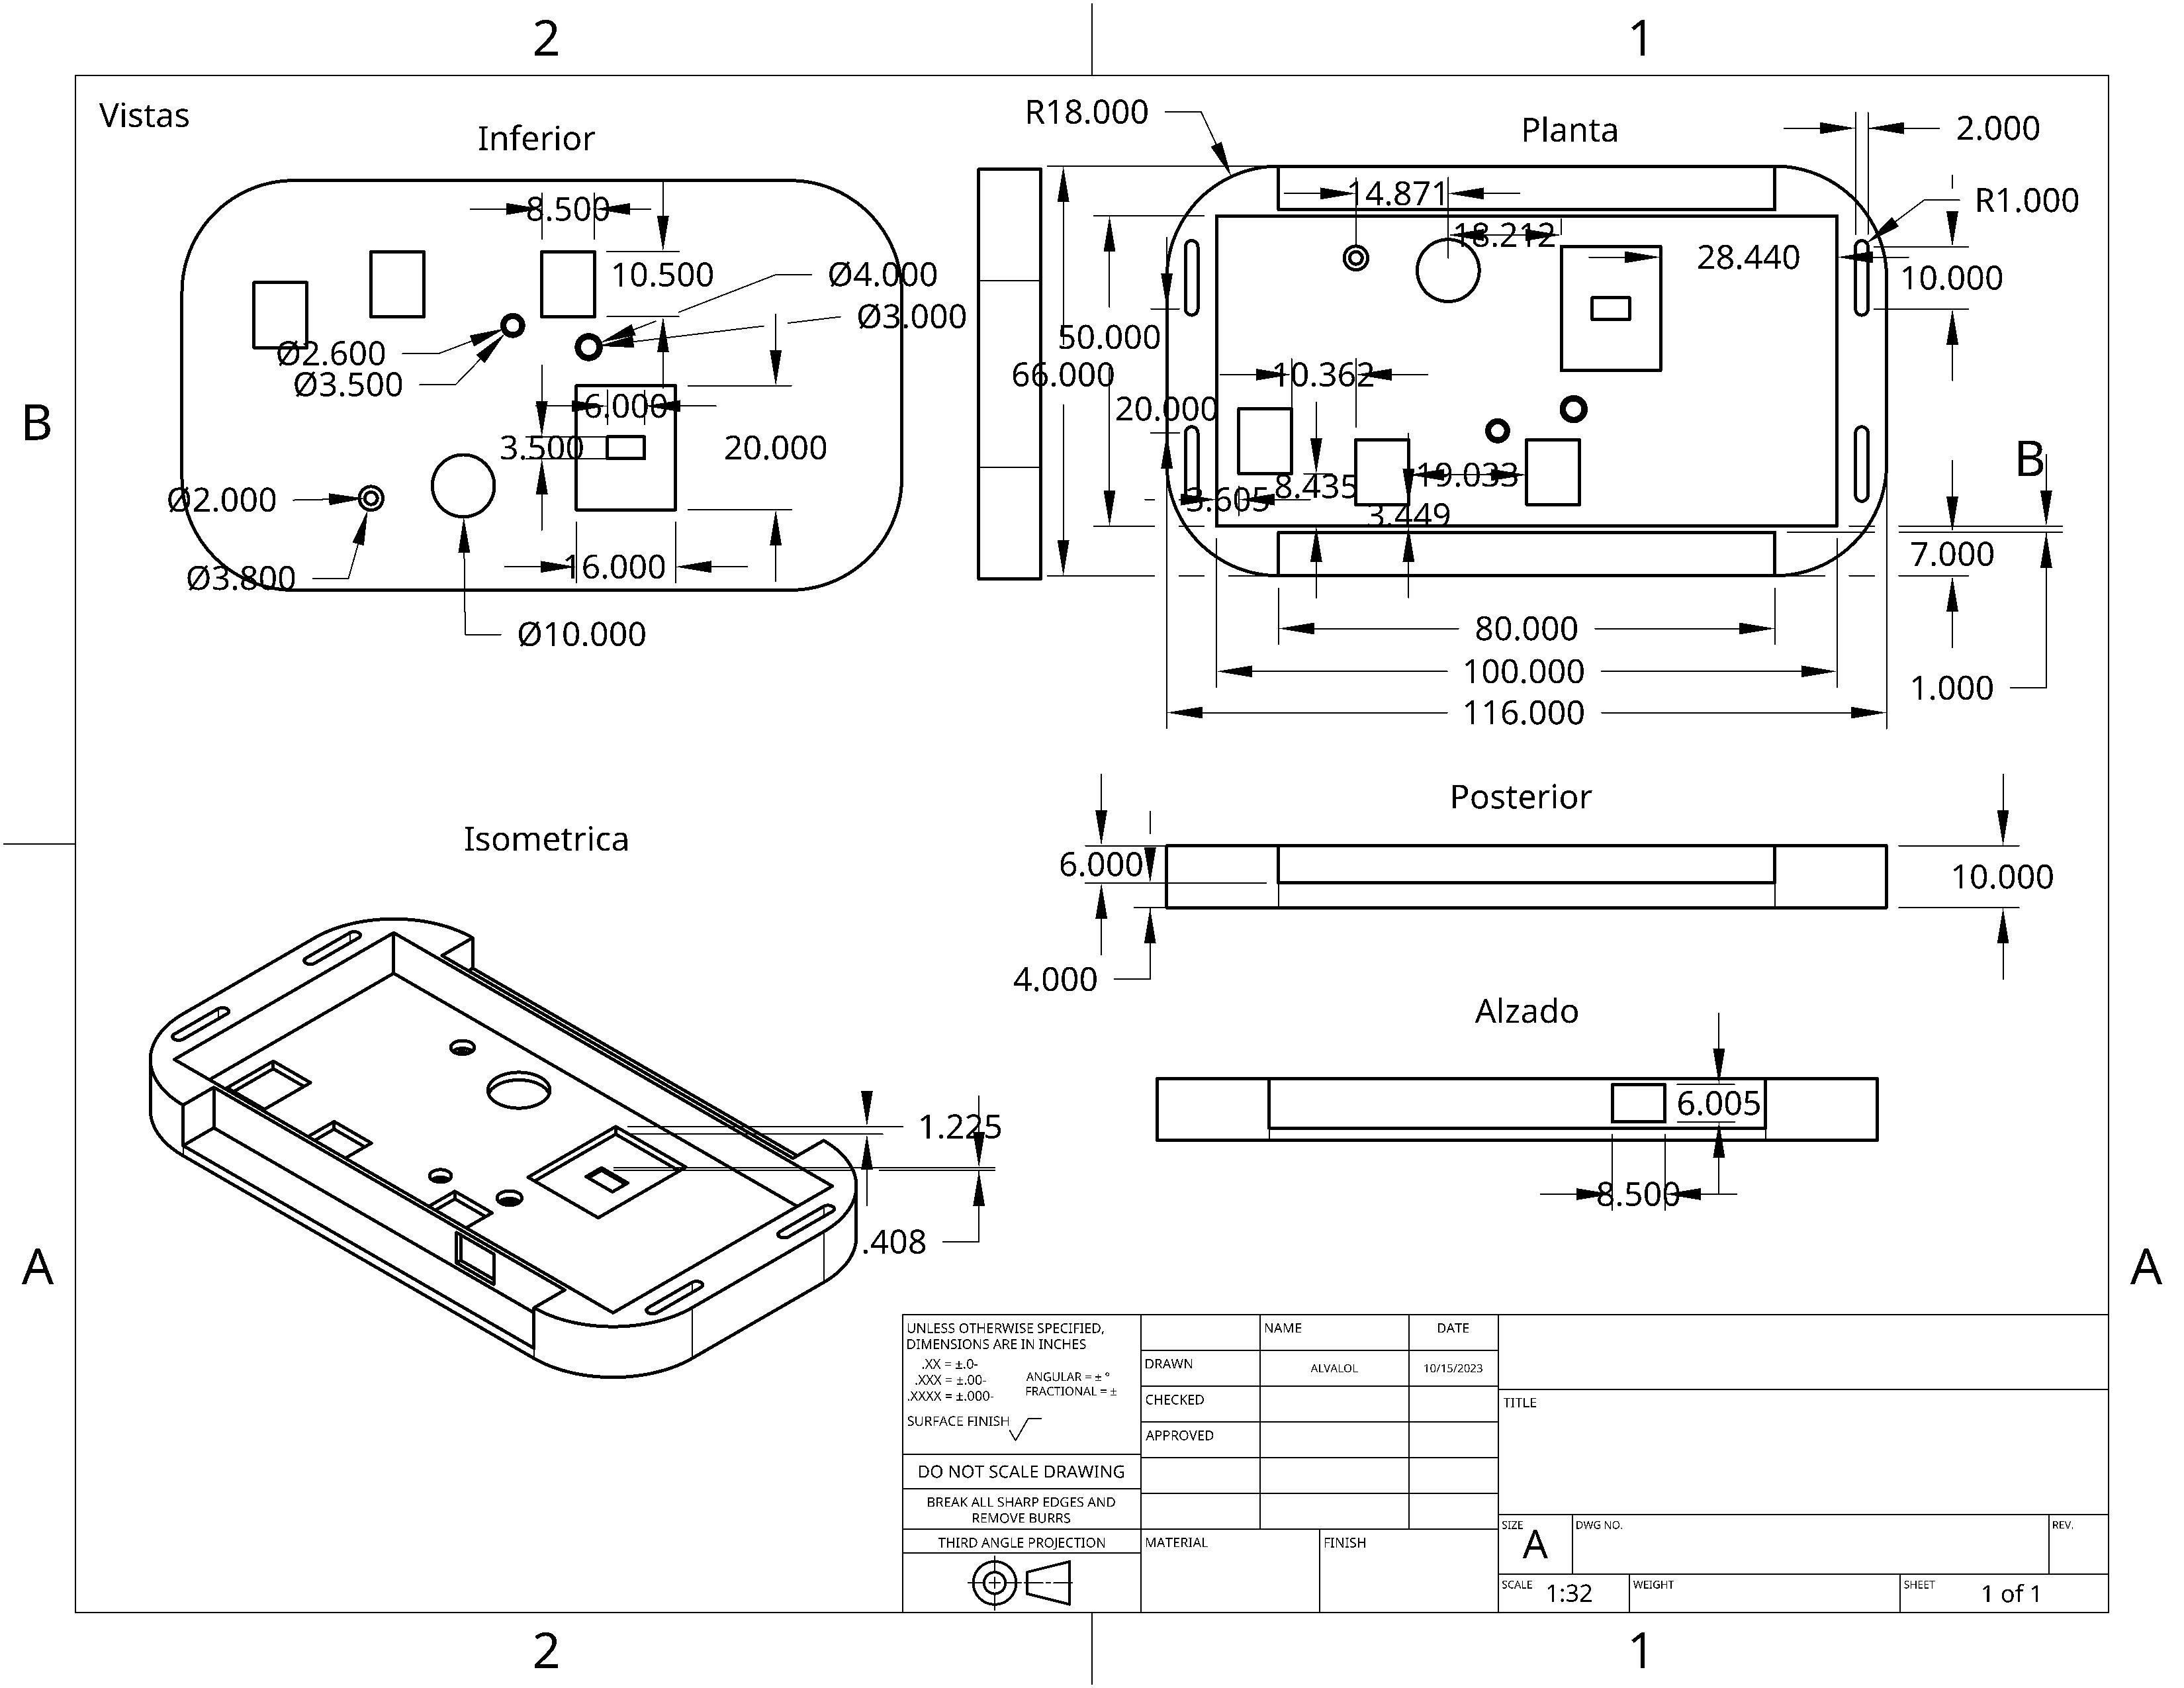 2
1
Vistas
Inferior
8.500
10.500
Ø4.000
Ø3.000
Ø2.600
Ø3.500
6.000
3.500
20.000
Ø2.000
16.000
Ø3.800
Ø10.000
R18.000
Planta
2.000
14.871
R1.000
18.212
28.440
10.000
50.000
66.000
10.362
20.000
B
B
19.033
8.435
3.605
3.449
7.000
80.000
100.000
1.000
116.000
Posterior
6.000
10.000
4.000
Isometrica
1.225
.408
Alzado
6.005
8.500
A
A
UNLESS OTHERWISE SPECIFIED,
DIMENSIONS ARE IN INCHES
.XX = ±.0-
.XXX = ±.00-
.XXXX = ±.000-
ANGULAR = ± °
FRACTIONAL = ±
SURFACE FINISH
DO NOT SCALE DRAWING
BREAK ALL SHARP EDGES AND
REMOVE BURRS
THIRD ANGLE PROJECTION
NAME
DATE
DRAWN
ALVALOL
10/15/2023
CHECKED
APPROVED
MATERIAL
FINISH
TITLE
SIZE
A
DWG NO.
REV.
SCALE
1:32
WEIGHT
SHEET
1 of 1
2
1